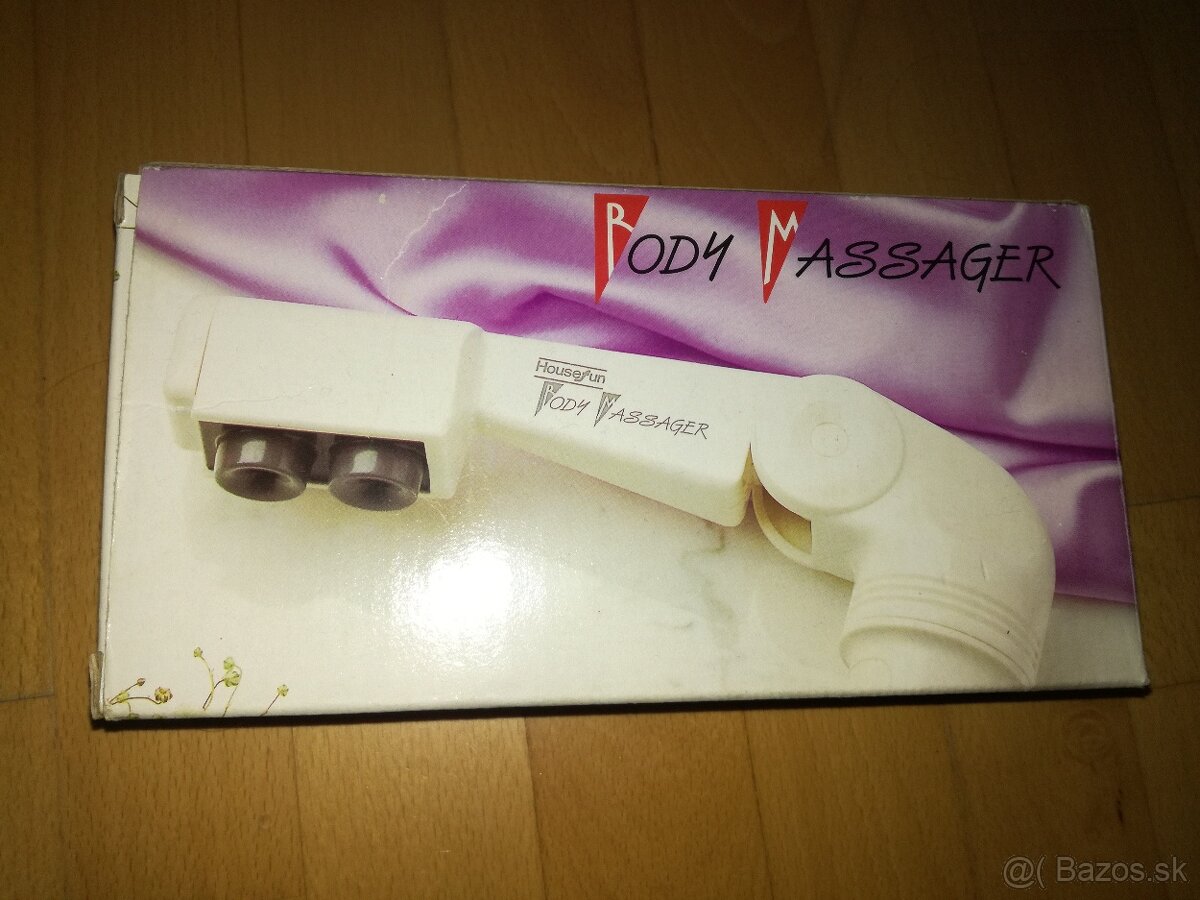 BODY MASSAGER
Housefun
BODY MASSAGER
@( Bazos.sk